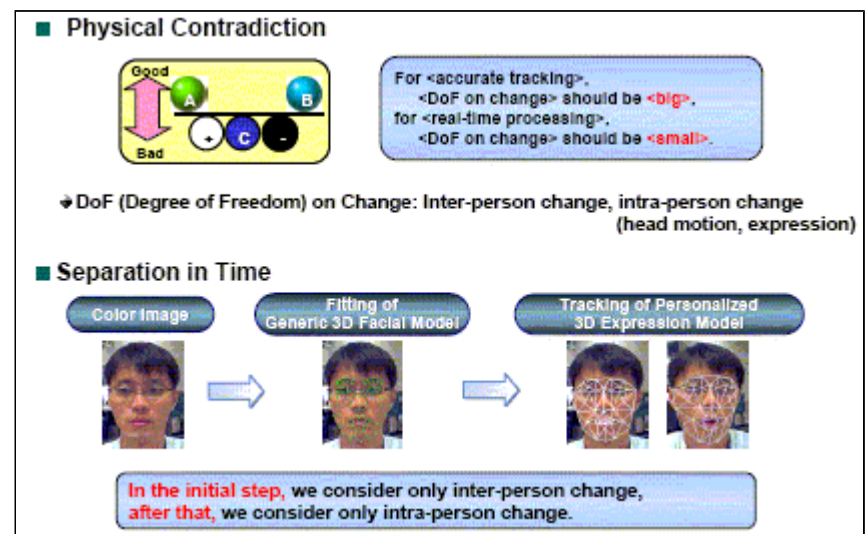 Physical Contradiction
Good
A
B
+
C
-
Bad
For <accurate tracking>,
<DoF on change> should be <big>,
for <real-time processing>,
<DoF on change> should be <small>.
DoF (Degree of Freedom) on Change: Inter-person change, intra-person change
(head motion, expression)
Separation in Time
Color Image
Fitting of
Generic 3D Facial Model
Tracking of Personalized
3D Expression Model
In the initial step, we consider only inter-person change,
after that, we consider only intra-person change.